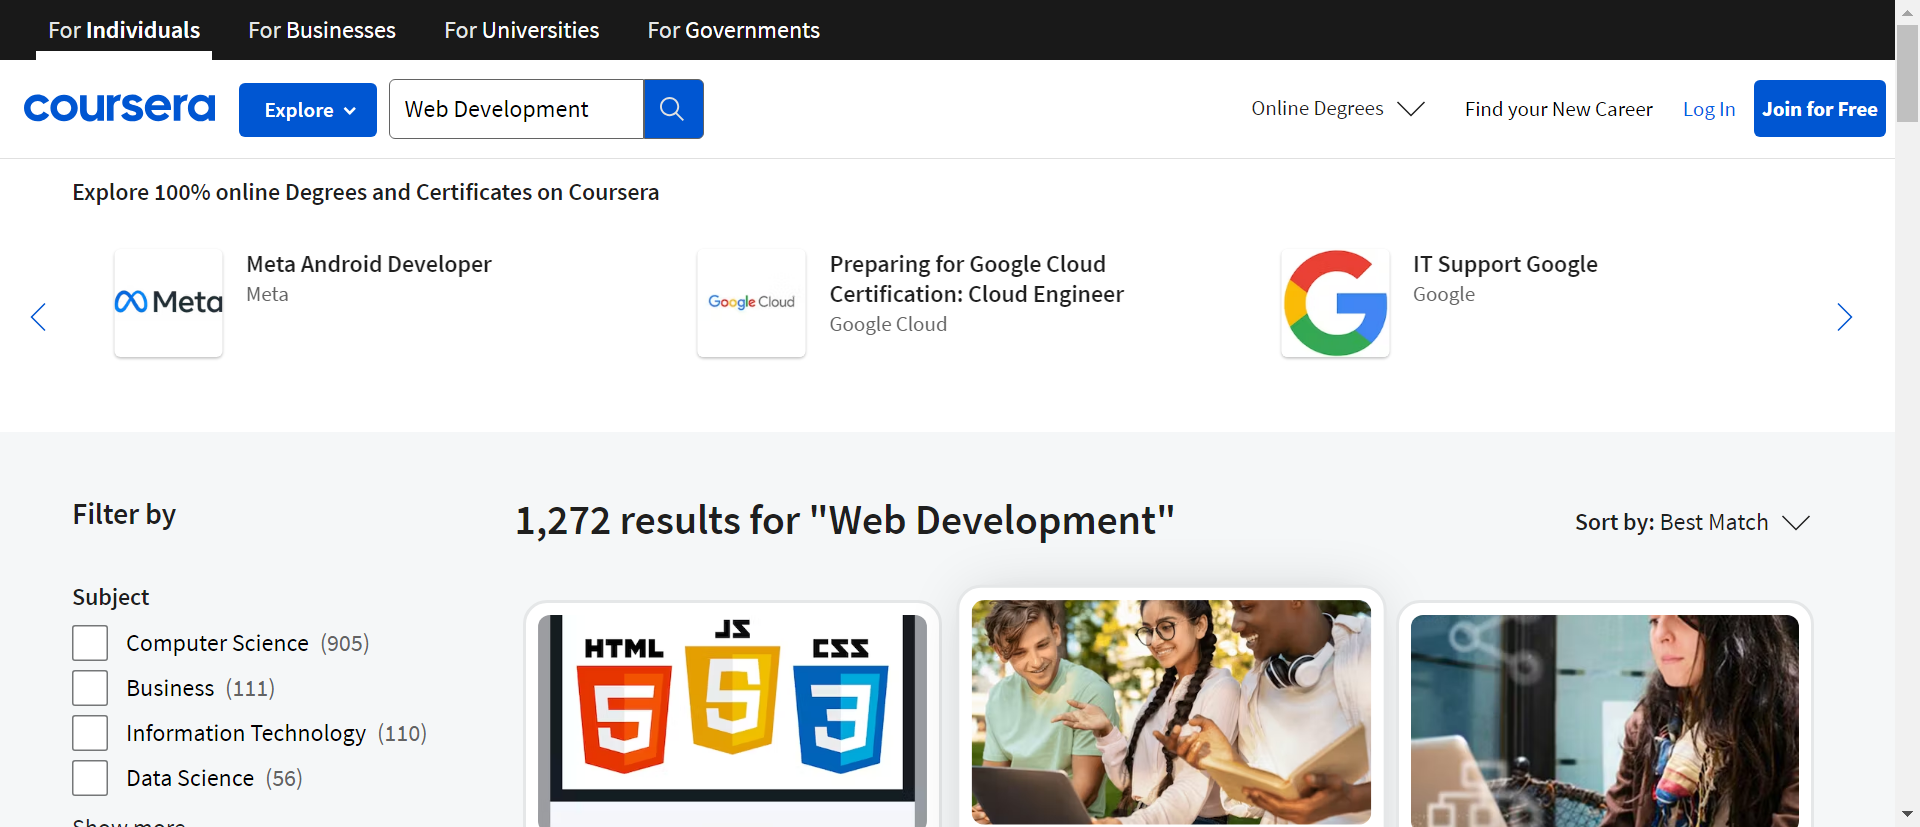 For Individuals For Businesses For Universities For Governments
coursera Explore Web Development Online Degrees Find your New Career Log In Join for Free
Explore 100% online Degrees and Certificates on Coursera
Meta
Meta Android Developer
Meta
Google Cloud
Preparing for Google Cloud
Certification: Cloud Engineer
Google Cloud
IT Support Google
Google
Filter by
1,272 results for "Web Development"
Sort by: Best Match
Subject
Computer Science (905)
Business (111)
Information Technology (110)
Data Science (56)
Show more
HTML JS CSS
5 5 3